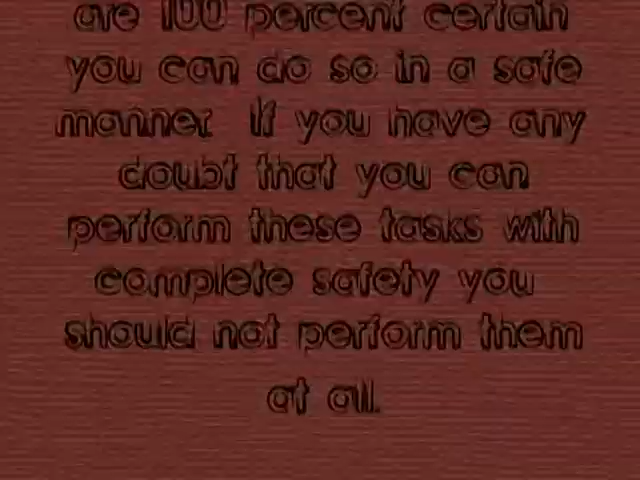 are 100 percent certain
you can do so in a safe
manner. If you have any
doubt that you can
perform these tasks with
complete safety you
should not perform them
at all.